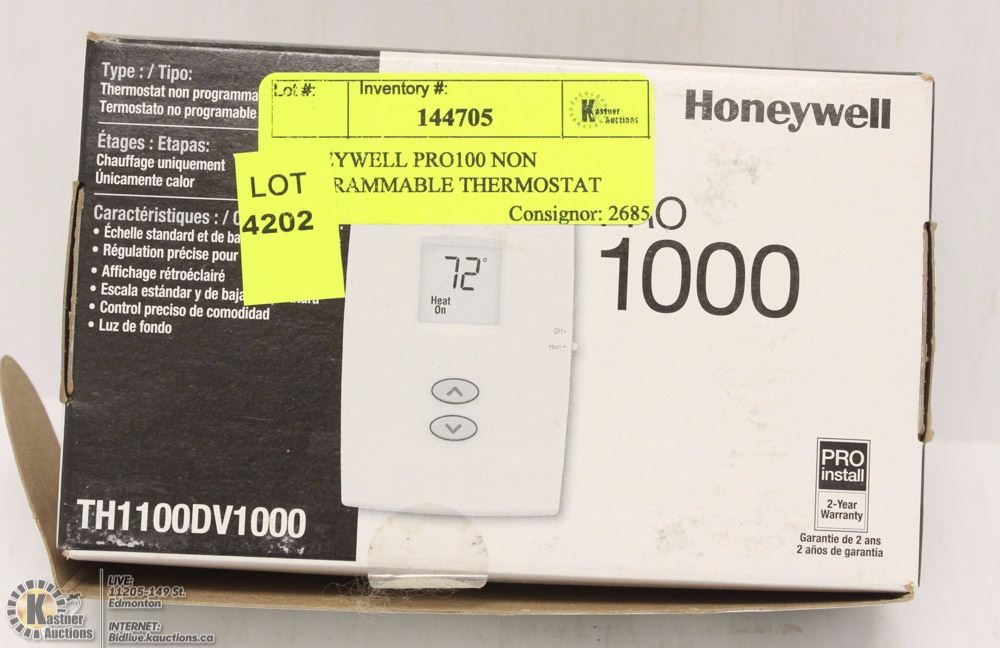 Type : / Tipo:
Thermostat non programma
Termostato no programable
Étages : Etapas:
Chauffage uniquement
Únicamente calor
Caractéristiques : /
• Échelle standard et de ba
• Régulation précise pour
• Affichage rétroéclairé
• Escala estándar y de baja
• Control preciso de comodidad
• Luz de fondo
TH1100DV1000
Lot #:
Inventory #:
144705
Kastner
Auctions
YWELL PRO100 NON
RAMMABLE THERMOSTAT
Consignor: 2685
LOT
4202
Honeywell
1000
72°
Heat
On
Off
Heat
PRO
install
2-Year
Warranty
Garantie de 2 ans
2 años de garantía
Kastner
Auctions
LIVE:
11205-149 St.
Edmonton
INTERNET:
Bidlive.kauctions.ca